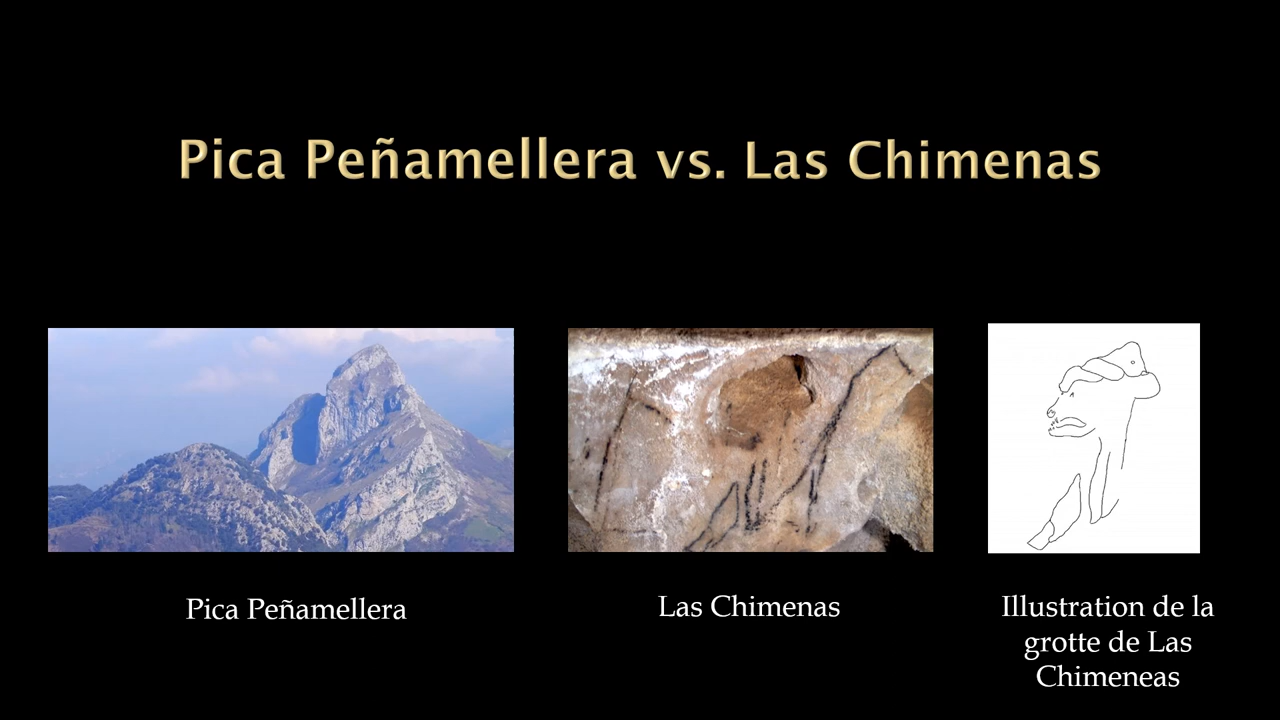 Pica Peñamellera vs. Las Chimenas
Pica Peñamellera
Las Chimenas
Illustration de la
grotte de Las
Chimeneas